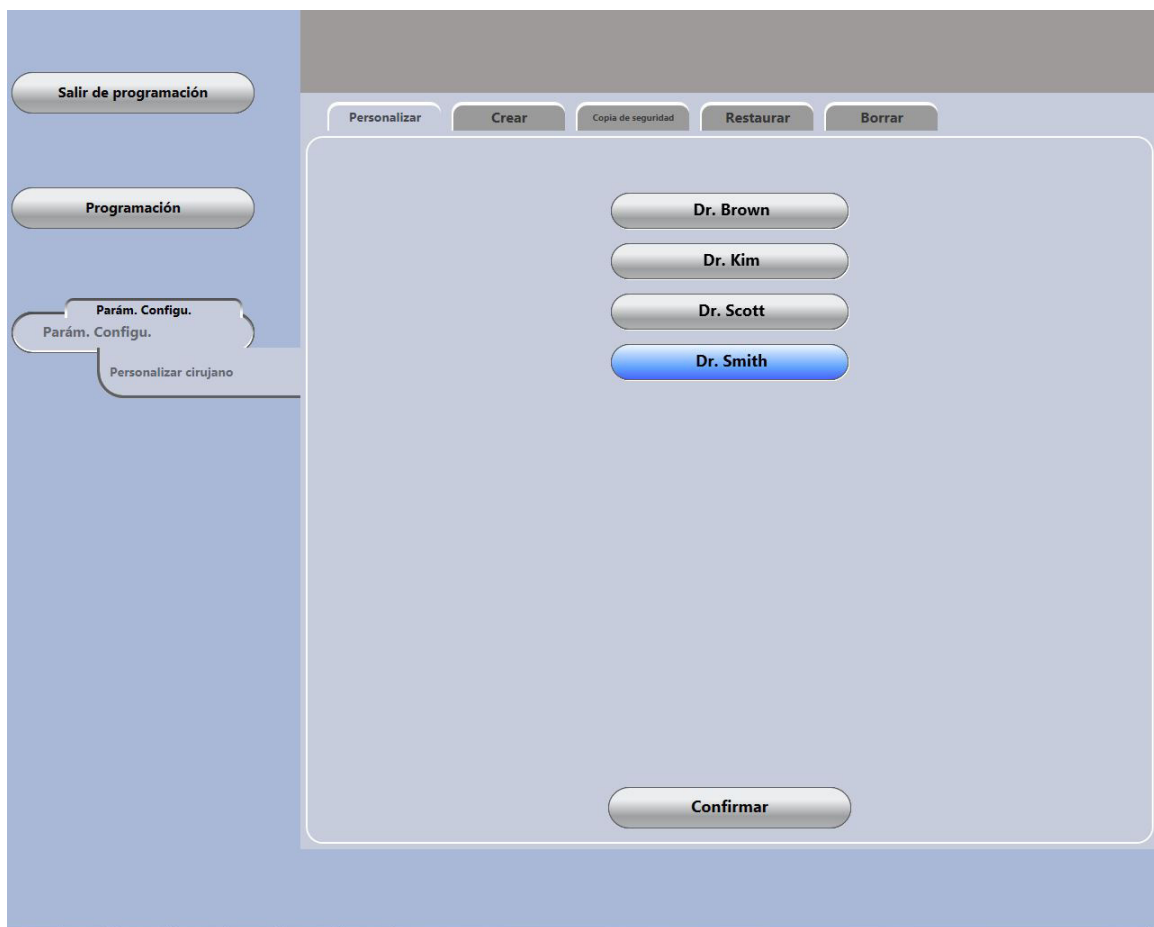 Salir de programación
Programación
Parám. Configu.
Parám. Configu.
Personalizar cirujano
Personalizar
Crear
Copia de seguridad
Restaurar
Borrar
Dr. Brown
Dr. Kim
Dr. Scott
Dr. Smith
Confirmar